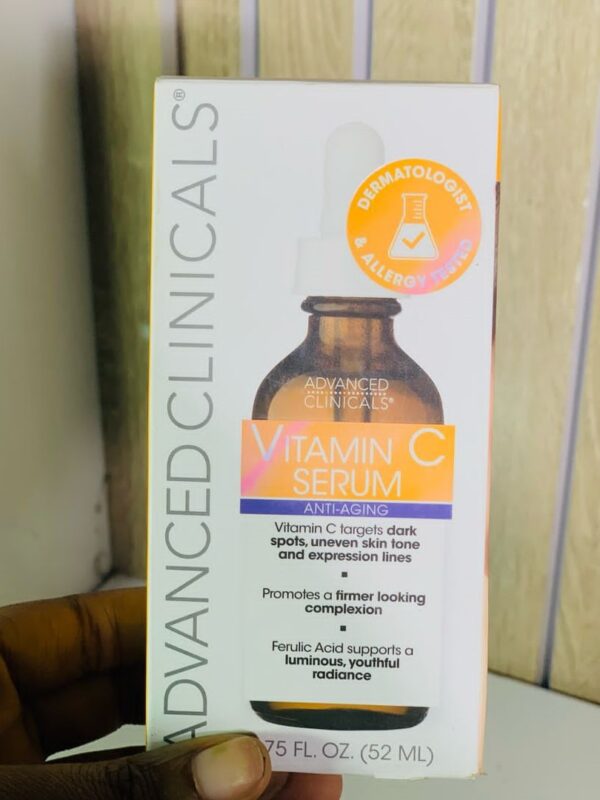 ADVANCED CLINICALS®
DERMATOLOGIST
& ALLERGY TESTED
ADVANCED
CLINICALS®
VITAMIN C
SERUM
ANTI-AGING
Vitamin C targets dark
spots, uneven skin tone
and expression lines
Promotes a firmer looking
complexion
Ferulic Acid supports a
luminous, youthful
radiance
75 FL. OZ. (52 ML)